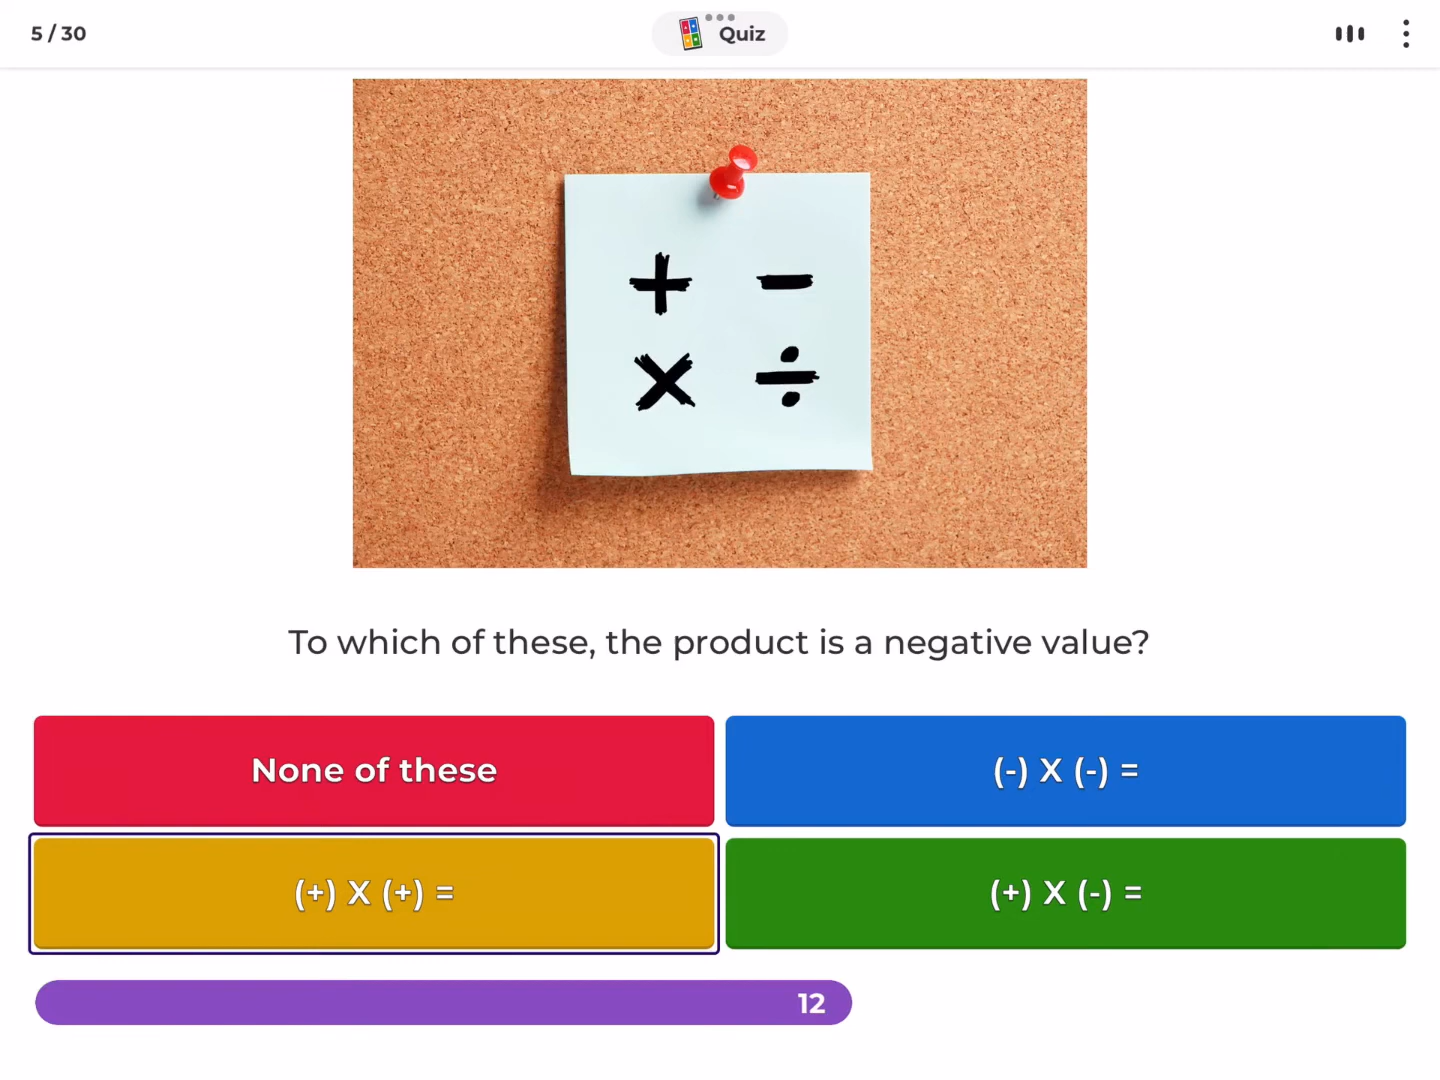 5 / 30
Quiz
+ −
× ÷
To which of these, the product is a negative value?
None of these
(-) X (-) =
(+) X (+) =
(+) X (-) =
12